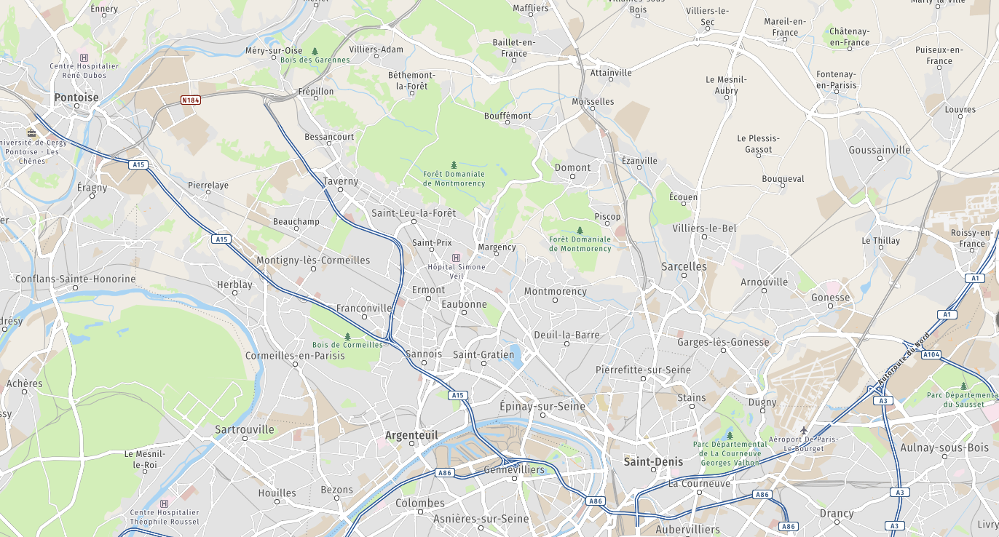 Ennery
Maffliers
Bois
Villiers-le-
Sec
Mareil-en-
France
Châtenay-
en-France
Marly-la-Ville
Méry-sur-Oise
Bois des Garennes
Villiers-Adam
Baillet-en-
France
Puiseux-en-
France
Centre Hospitalier
René Dubos
Béthemont-
la-Forêt
Attainville
Le Mesnil-
Aubry
Fontenay-
en-Parisis
Pontoise
N184
Frépillon
Moisselles
Bouffémont
Louvres
Université de Cergy-
Pontoise - Les
Chênes
Bessancourt
Le Plessis-
Gassot
Goussainville
A15
Ézanville
Domont
Forêt Domaniale
de Montmorency
Taverny
Bouqueval
Éragny
Pierrelaye
Écouen
Saint-Leu-la-Forêt
Beauchamp
Piscop
Villiers-le-Bel
A15
Saint-Prix
Margency
Forêt Domaniale
de Montmorency
Le Thillay
Roissy-en-
France
Montigny-lès-Cormeilles
Hôpital Simone
Veil
Sarcelles
Conflans-Sainte-Honorine
Herblay
Ermont
Montmorency
Arnouville
A1
Gonesse
Franconville
Eaubonne
A1
Bois de Cormeilles
Deuil-la-Barre
Garges-lès-Gonesse
Autoroute du Nord
A104
Cormeilles-en-Parisis
Sannois
Saint-Gratien
Pierrefitte-sur-Seine
Achères
A15
Épinay-sur-Seine
Stains
Dugny
A3
Parc Départemental
du Sausset
Sartrouville
Argenteuil
Parc Départemental
de La Courneuve
Georges Valbon
Aéroport De Paris-
Le Bourget
Aulnay-sous-Bois
Le Mesnil-
le-Roi
Saint-Denis
A86
Gennevilliers
La Courneuve
Houilles
Bezons
A86
A86
A3
Colombes
Centre Hospitalier
Théophile Roussel
Asnières-sur-Seine
Aubervilliers
Drancy
A86
A3
Livry